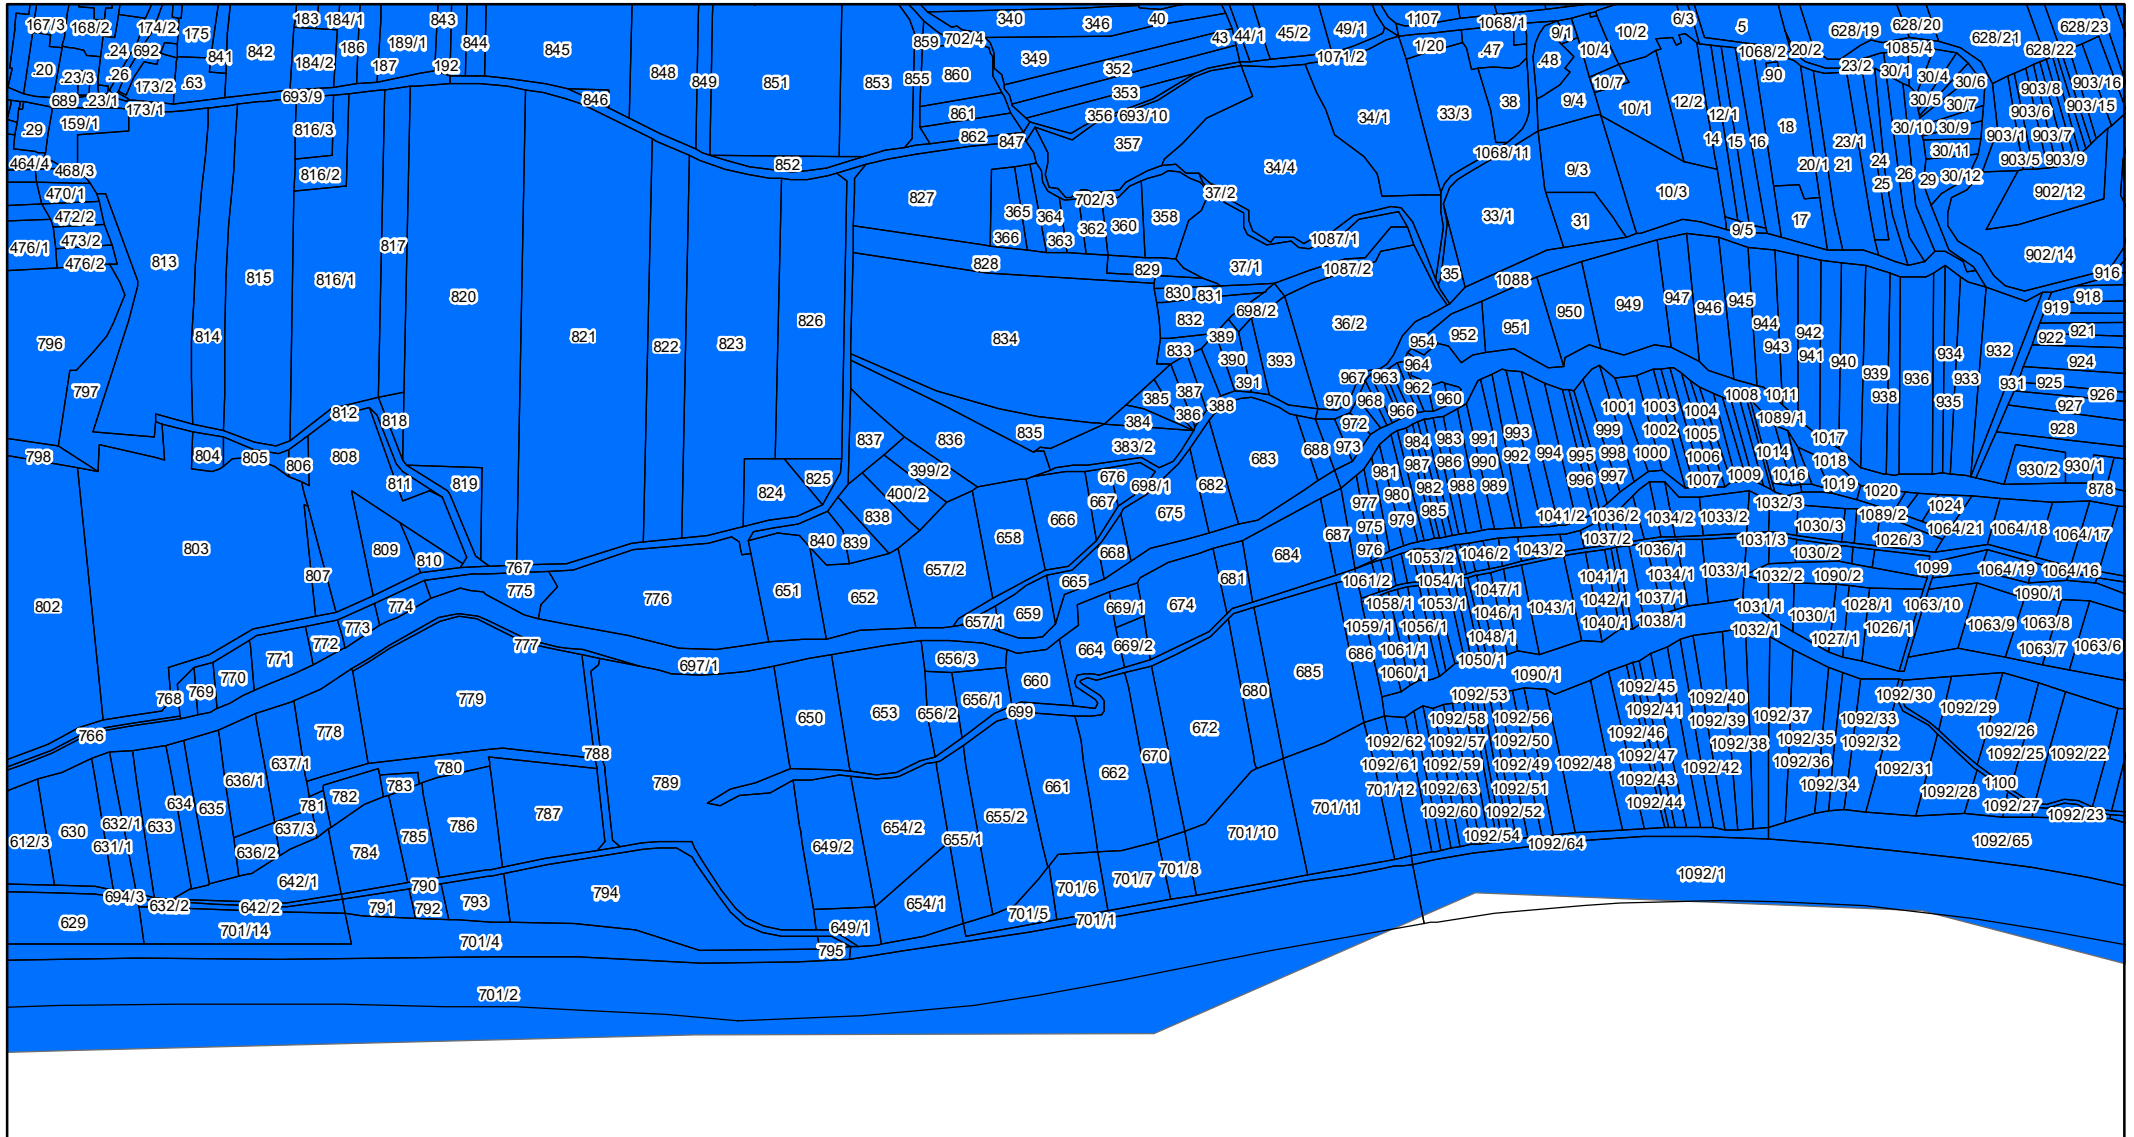 167/3 168/2 174/2 175 183 184/1 843 340 346 40 1107 1068/1 6/3 5 628/19 628/20 628/23
.24 692 841 842 186 189/1 844 845 859 702/4 43 44/1 45/2 49/1 1/20 .47 9/1 10/4 10/2 1068/2 20/2 1085/4 628/21 628/22
.20 .23/3 .26 184/2 187 192 848 849 851 853 855 860 349 352 1071/2 .48 .90 23/2 30/1 30/4 30/6
689 .23/1 173/2 .63 693/9 846 353 10/7 9/4 12/2 30/5 30/7 903/8 903/16
.29 159/1 173/1 816/3 861 356 693/10 34/1 33/3 38 10/1 12/1 18 30/10 30/9 903/6 903/15
862 847 357 14 15 16 23/1 903/1 903/7
464/4 468/3 816/2 852 34/4 1068/11 9/3 20/1 21 24 30/11 903/5 903/9
470/1 827 702/3 37/2 10/3 25 26 29 30/12 902/12
472/2 365 364 358 33/1 31 17
476/1 473/2 817 366 363 362 360 1087/1 9/5
476/2 813 815 816/1 828 829 37/1 1087/2 35 1088 902/14 916
820 830 831 949 947 946 945 918
826 832 698/2 36/2 950 919
796 814 821 822 823 834 389 954 952 951 944 942 922 921
833 390 393 964 943 941 940 934 932 924
797 387 391 967 963 962 939 936 933 931 925
385 386 388 970 968 966 960 1008 1011 938 935 926
812 818 384 972 1001 1003 1004 1089/1 927
835 837 836 383/2 973 984 983 991 993 999 1002 1005 1017 928
798 804 805 806 808 683 688 987 986 990 992 994 995 998 1000 1006 1014 1018
811 819 825 399/2 676 698/1 682 981 996 997 1007 1009 1016 1019 930/2 930/1
824 400/2 667 977 980 982 988 989 1032/3 1020 878
838 666 675 975 979 985 1041/2 1036/2 1034/2 1033/2 1030/3 1089/2 1024
803 809 810 840 839 658 668 687 976 1053/2 1046/2 1043/2 1037/2 1036/1 1031/3 1030/2 1026/3 1064/21 1064/18 1064/17
807 767 657/2 665 681 684 1061/2 1054/1 1041/1 1034/1 1033/1 1032/2 1090/2 1099 1064/19 1064/16
802 774 775 776 651 652 659 669/1 674 1058/1 1053/1 1047/1 1042/1 1037/1 1031/1 1028/1 1063/10 1090/1
773 657/1 1059/1 1056/1 1046/1 1043/1 1040/1 1038/1 1032/1 1030/1 1026/1 1063/9 1063/8
771 772 777 697/1 656/3 664 669/2 686 1061/1 1048/1 1027/1 1063/7 1063/6
768 769 770 779 660 685 1060/1 1050/1 1090/1
766 778 650 653 656/2 656/1 699 680 1092/53 1092/45 1092/40 1092/30 1092/29
637/1 788 672 1092/58 1092/56 1092/41 1092/39 1092/37 1092/33 1092/26
636/1 780 670 1092/62 1092/57 1092/50 1092/46 1092/38 1092/35 1092/32 1092/25 1092/22
789 662 1092/61 1092/59 1092/49 1092/48 1092/47 1092/42 1092/36 1092/31
634 635 781 782 783 787 661 701/12 1092/63 1092/51 1092/43 1092/34 1092/28 1100
612/3 630 632/1 633 637/3 785 786 655/2 701/11 1092/60 1092/52 1092/44 1092/27 1092/23
631/1 636/2 784 649/2 654/2 655/1 701/10 1092/54 1092/64 1092/65
694/3 632/2 642/1 790 794 701/6 701/7 701/8 1092/1
629 642/2 791 792 793 654/1 701/5 701/1
701/14 701/4 649/1
795
701/2